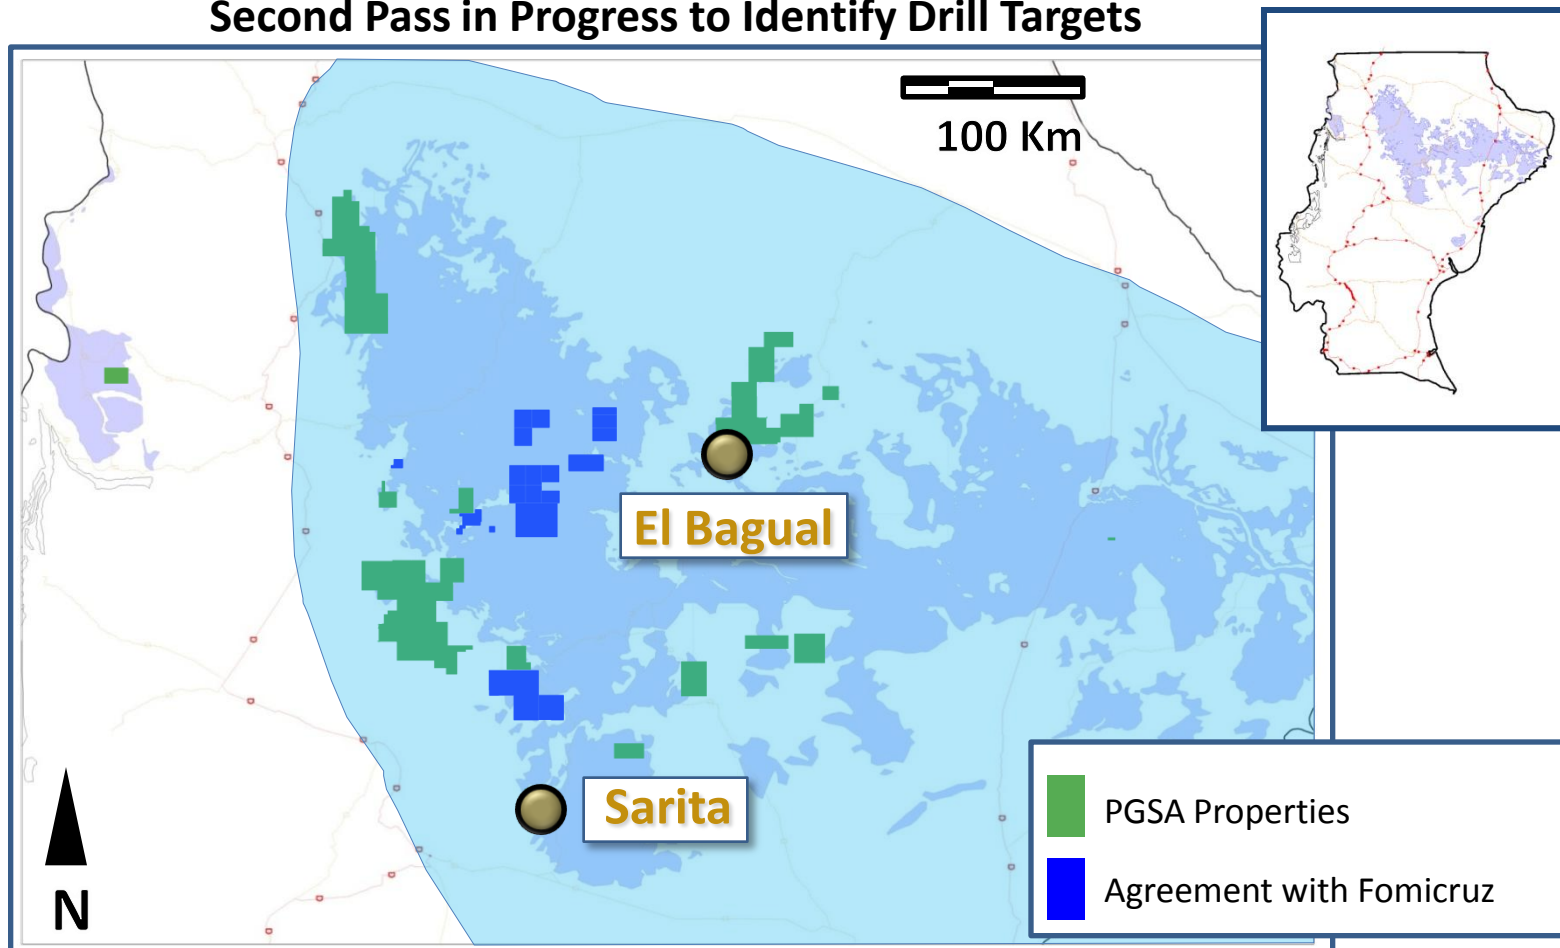 Second Pass in Progress to Identify Drill Targets
100 Km
El Bagual
Sarita
N
PGSA Properties
Agreement with Fomicruz